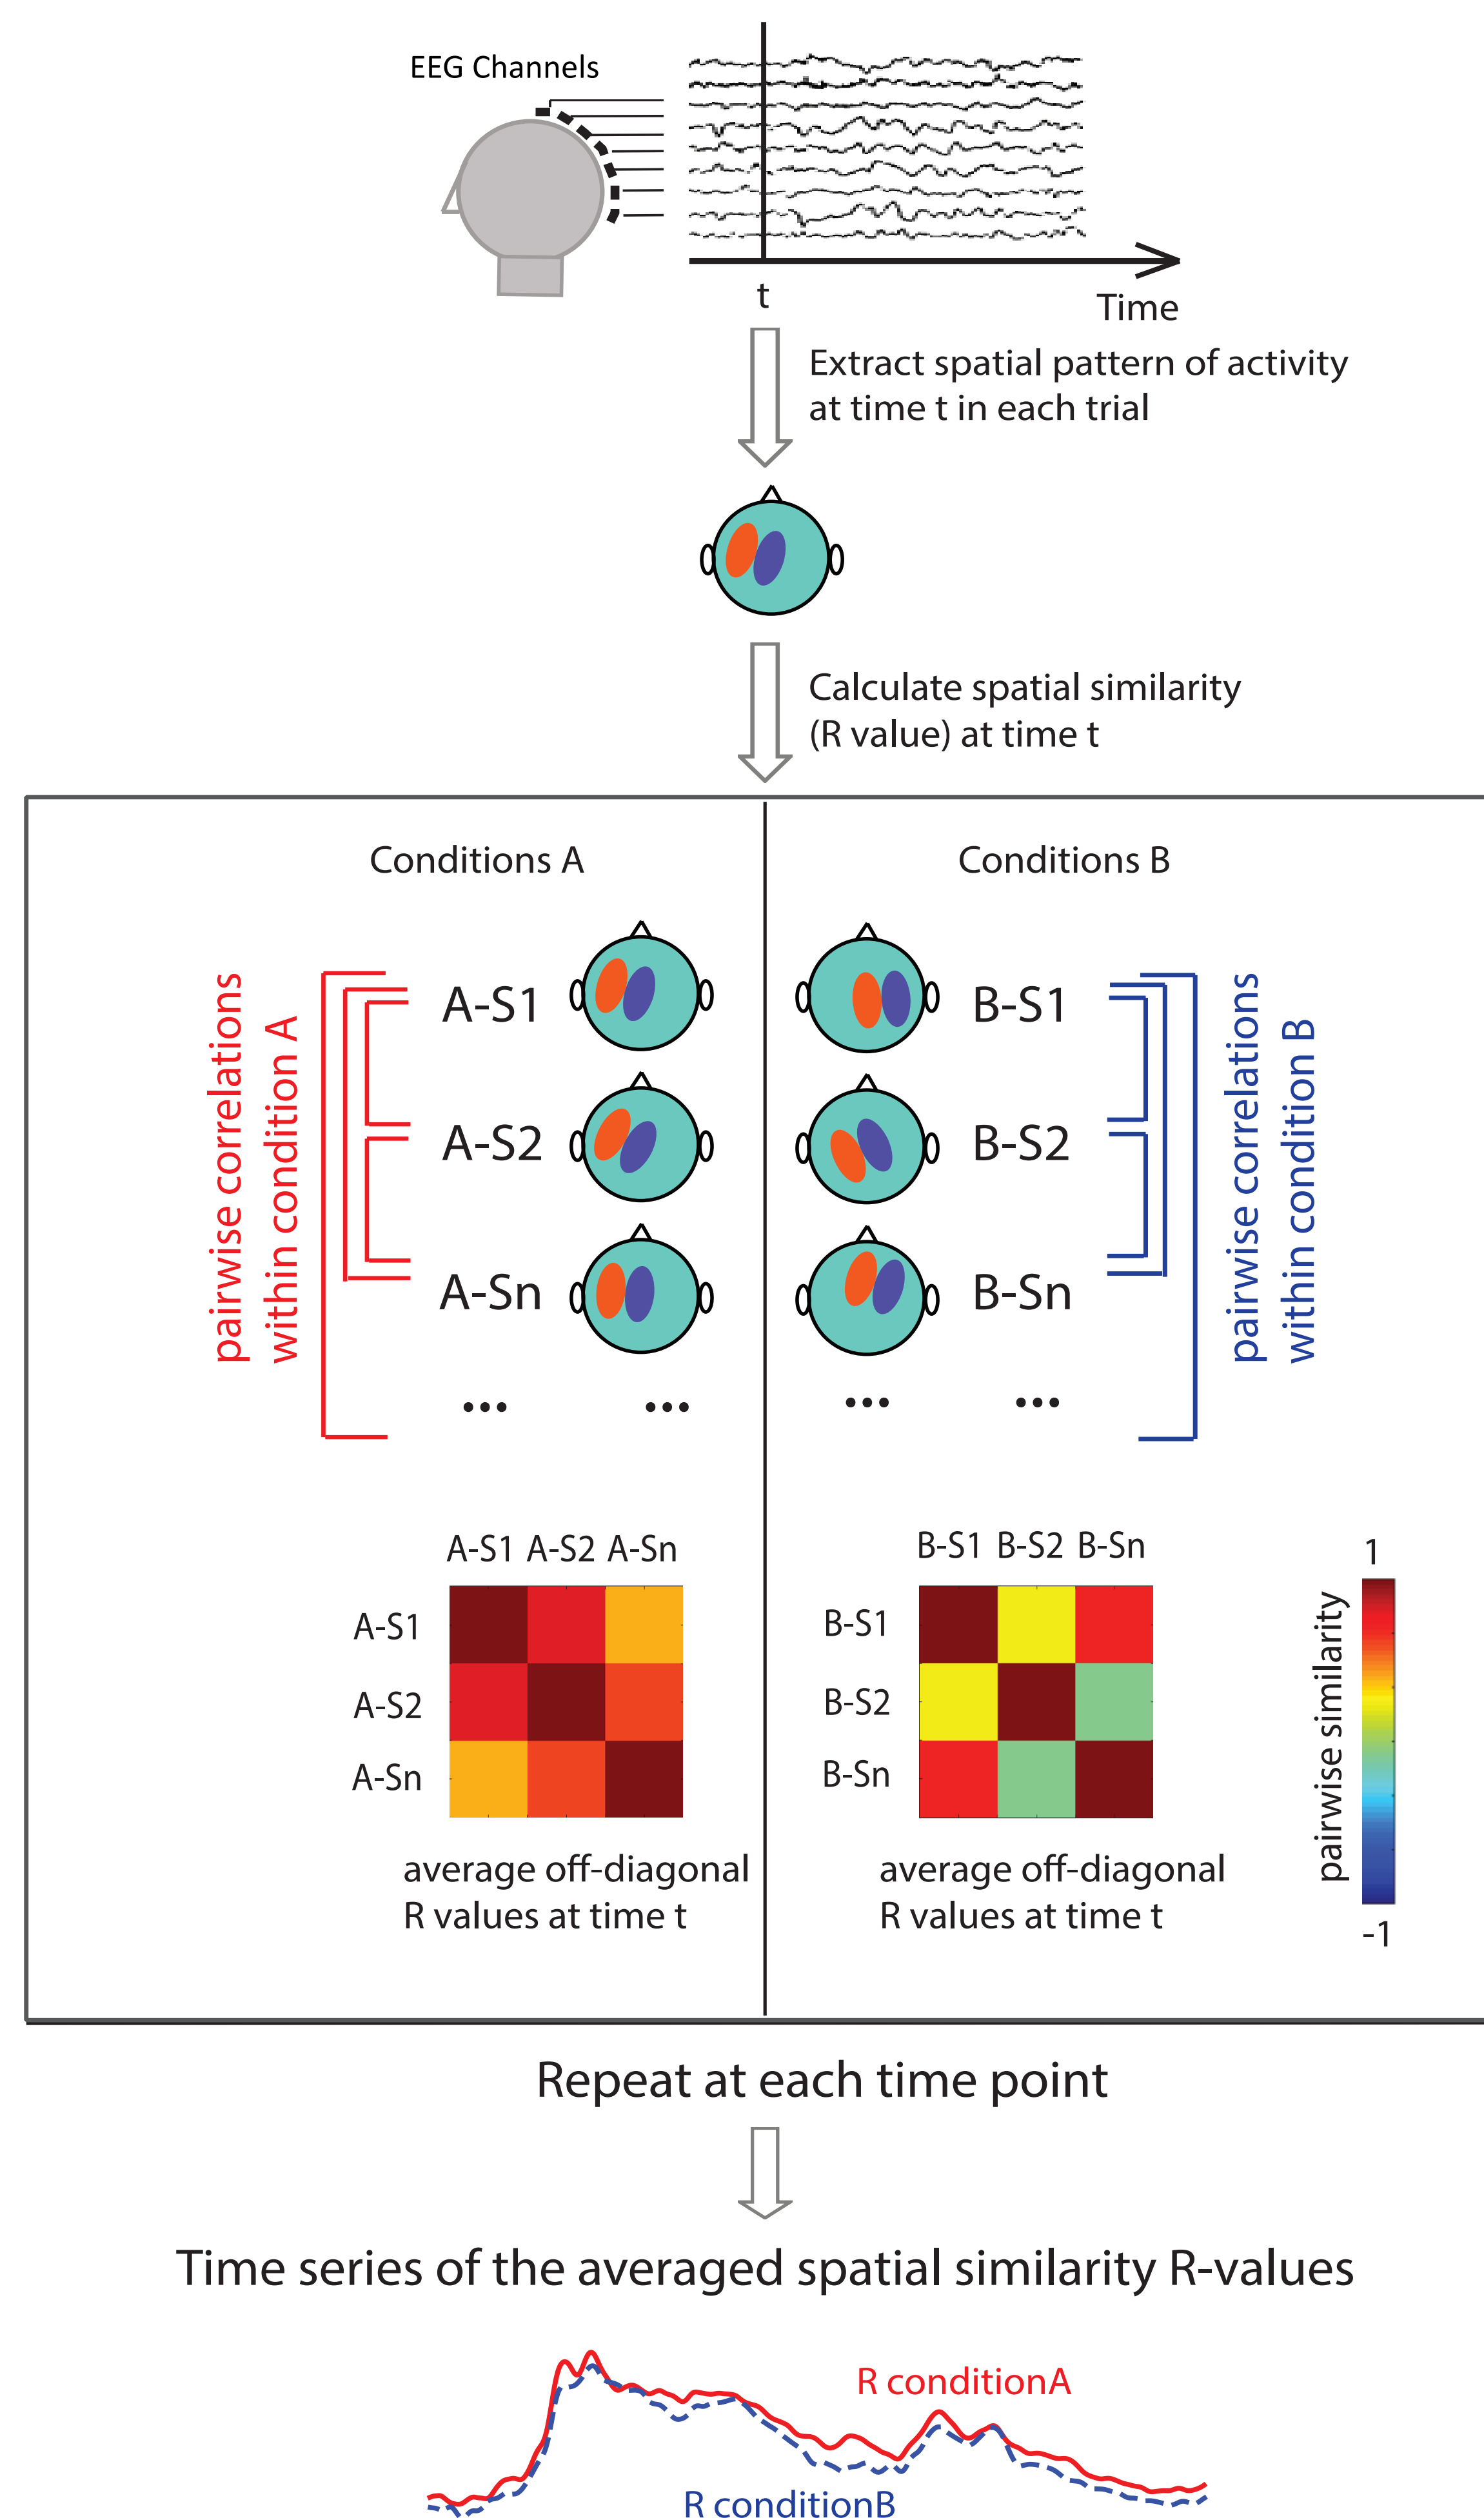 EEG Channels
t
Time
Extract spatial pattern of activity
at time t in each trial
Calculate spatial similarity
(R value) at time t
Conditions A
Conditions B
pairwise correlations
within condition A
A-S1
A-S2
A-Sn
... ...
B-S1
B-S2
B-Sn
... ...
pairwise correlations
within condition B
A-S1 A-S2 A-Sn
A-S1
A-S2
A-Sn
average off-diagonal
R values at time t
B-S1 B-S2 B-Sn
B-S1
B-S2
B-Sn
average off-diagonal
R values at time t
1
pairwise similarity
-1
Repeat at each time point
Time series of the averaged spatial similarity R-values
R conditionA
R conditionB